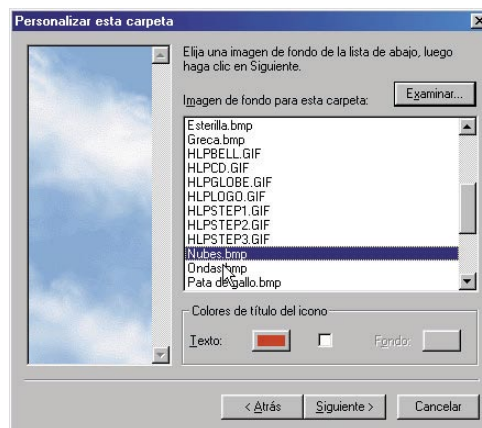 Personalizar esta carpeta
Elija una imagen de fondo de la lista de abajo, luego
haga clic en Siguiente.
Imagen de fondo para esta carpeta:
Examinar...
Esterilla.bmp
Greca.bmp
HLPBELL.GIF
HLPCD.GIF
HLPGLOBE.GIF
HLPLOGO.GIF
HLPSTEP1.GIF
HLPSTEP2.GIF
HLPSTEP3.GIF
Nubes.bmp
Ondas.bmp
Pata de gallo.bmp
Colores de título del icono
Texto:
Fondo:
< Atrás
Siguiente >
Cancelar